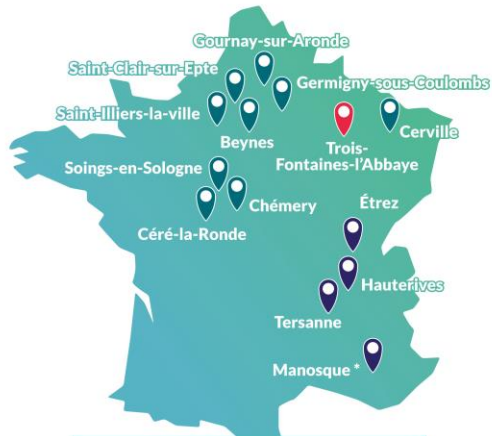 Gournay-sur-Aronde
Saint-Clair-sur-Epte
Germigny-sous-Coulombs
Saint-Illiers-la-ville
Beynes
Trois-
Fontaines-l'Abbaye
Cerville
Soings-en-Sologne
Chémery
Céré-la-Ronde
Étrez
Hauterives
Tersanne
Manosque *